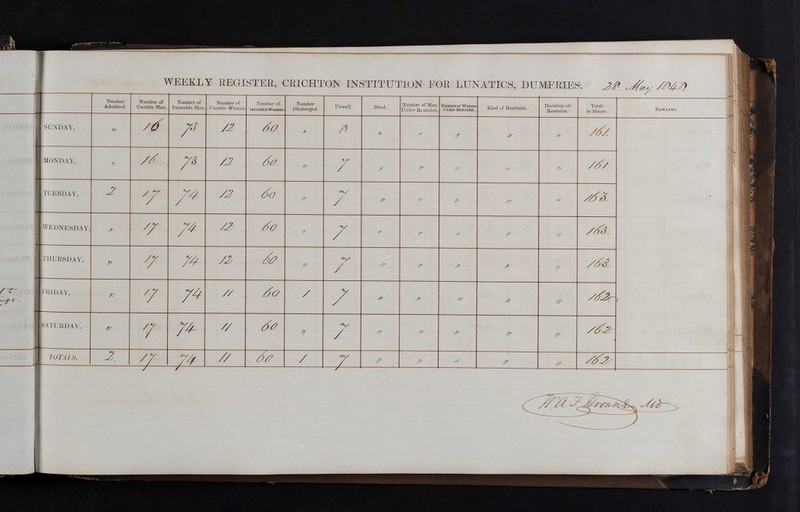 WEEKLY REGISTER, CRICHTON INSTITUTION FOR LUNATICS, DUMFRIES. 28 May 1848
Number Admitted. Number of Curable Men. Number of Incurable Men. Number of Curable Women. Number of Incurable Women. Number Discharged. Unwell. Died. Number of Men Under Restraint. Number of Women Under Restraint. Kind of Restraint. Duration of Restraint. Total in House. REMARKS.
SUNDAY, " 16 73 12 60 " 8 " " " " " 161.
MONDAY, " 16 73 12 60 " 7 " " " " " 161
TUESDAY, 2 17 74 12 60 " 7 " " " " " 163.
WEDNESDAY, " 17 74 12 60 " 7 " " " " " 163.
THURSDAY, " 17 74 12 60 " 7 " " " " " 163.
FRIDAY, " 17 74 11 60 1 7 " " " " " 162
SATURDAY, " 17 74 11 60 " 7 " " " " " 162
TOTALS. 2. 17 74 11 60 1 7 " " " " " 162
W A F Browne MD